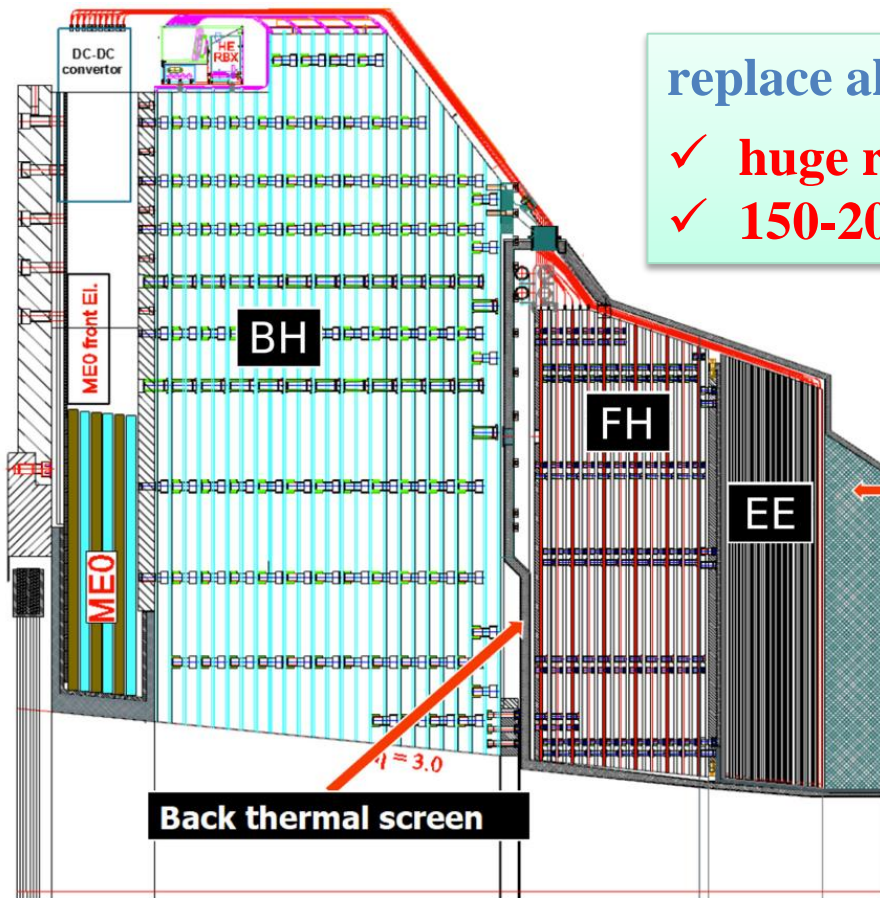 DC-DC
convertor
HE
RBX
replace
✓ huge
✓ 150-20
ME0 front El.
BH
FH
EE
ME0
η = 3.0
Back thermal screen